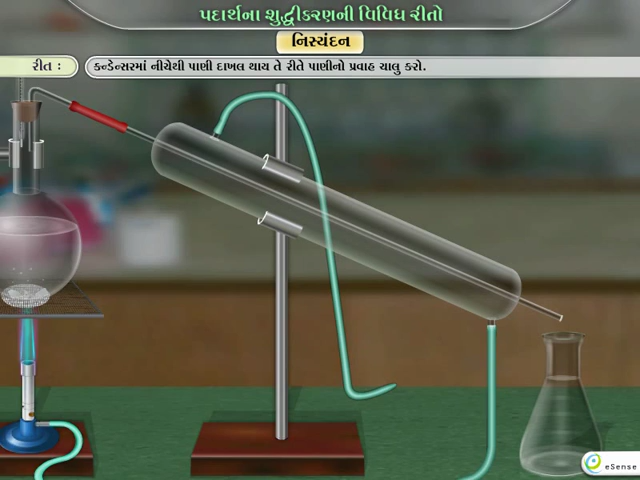 પદાર્થના શુદ્ધીકરણની વિવિધ રીતો
નિસ્યંદન
રીત :
કન્ડેન્સરમાં નીચેથી પાણી દાખલ થાય તે રીતે પાણીનો પ્રવાહ ચાલુ કરો.
eSense